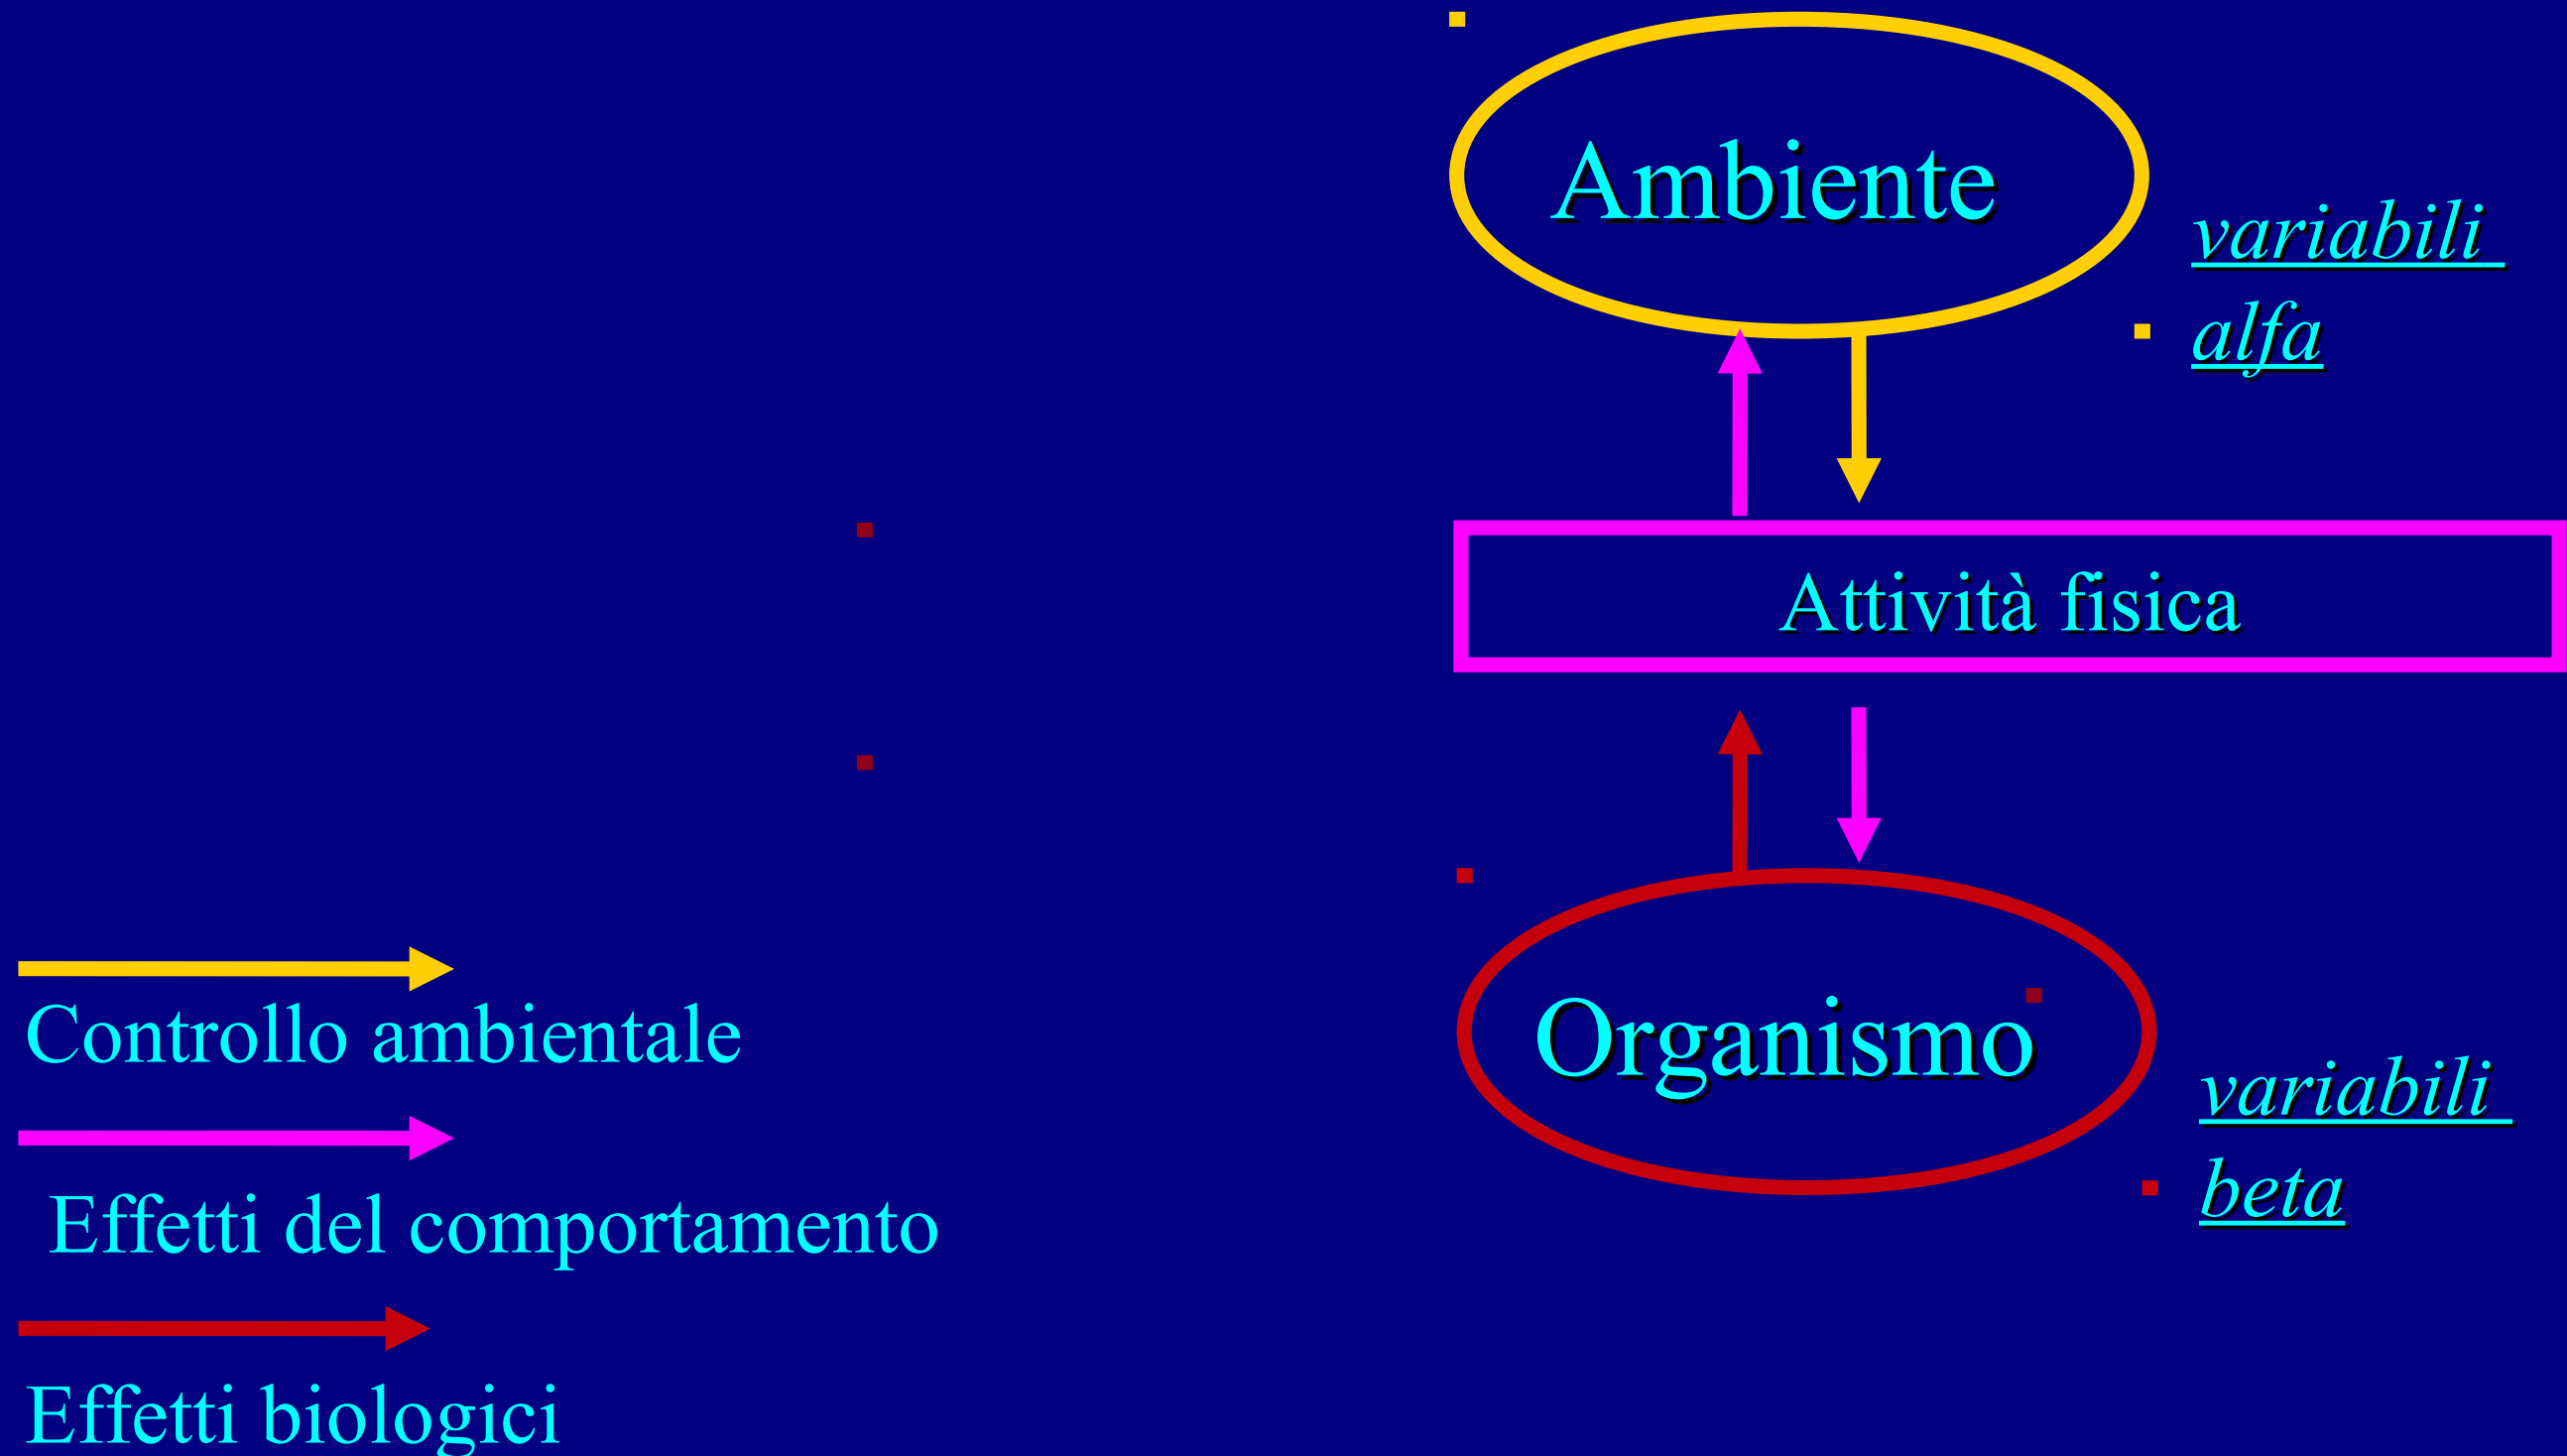 Ambiente
variabili
alfa
Attività fisica
Organismo
variabili
beta
Controllo ambientale
Effetti del comportamento
Effetti biologici